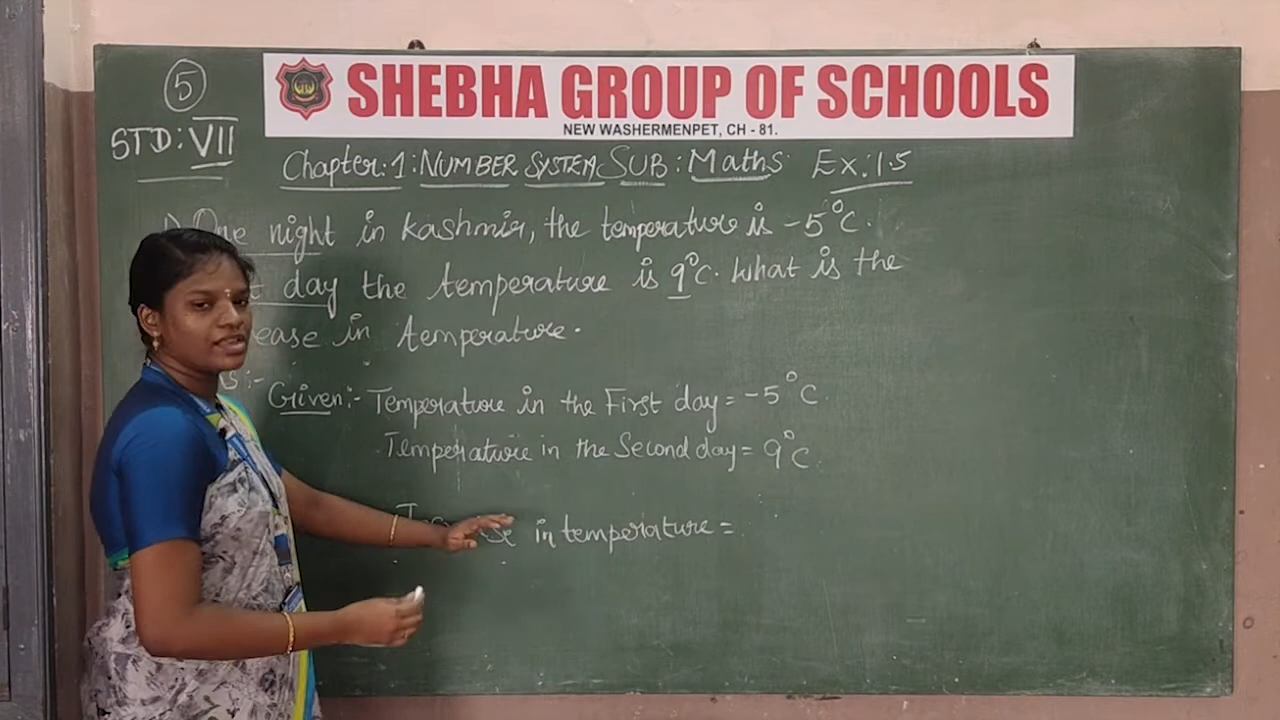 5
SHEBHA GROUP OF SCHOOLS
NEW WASHERMENPET, CH - 81.
STD: VII
Chapter: 1: NUMBER SYSTEM SUB: Maths Ex: 1.5
One night in Kashmir, the temperature is -5°C.
day the temperature is 9°C. What is the
ease in temperature.
Given:- Temperature in the First day = -5°C.
Temperature in the Second day = 9°C.
in temperature =